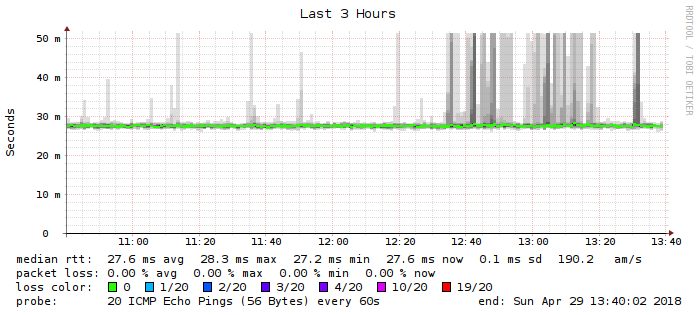 Last 3 Hours
RRDTOOL / TOBI OETIKER
Seconds
50 m
40 m
30 m
20 m
10 m
0
11:00 11:20 11:40 12:00 12:20 12:40 13:00 13:20 13:40
median rtt: 27.6 ms avg 28.3 ms max 27.2 ms min 27.6 ms now 0.1 ms sd 190.2 am/s
packet loss: 0.00 % avg 0.00 % max 0.00 % min 0.00 % now
loss color: 0 1/20 2/20 3/20 4/20 10/20 19/20
probe: 20 ICMP Echo Pings (56 Bytes) every 60s end: Sun Apr 29 13:40:02 2018